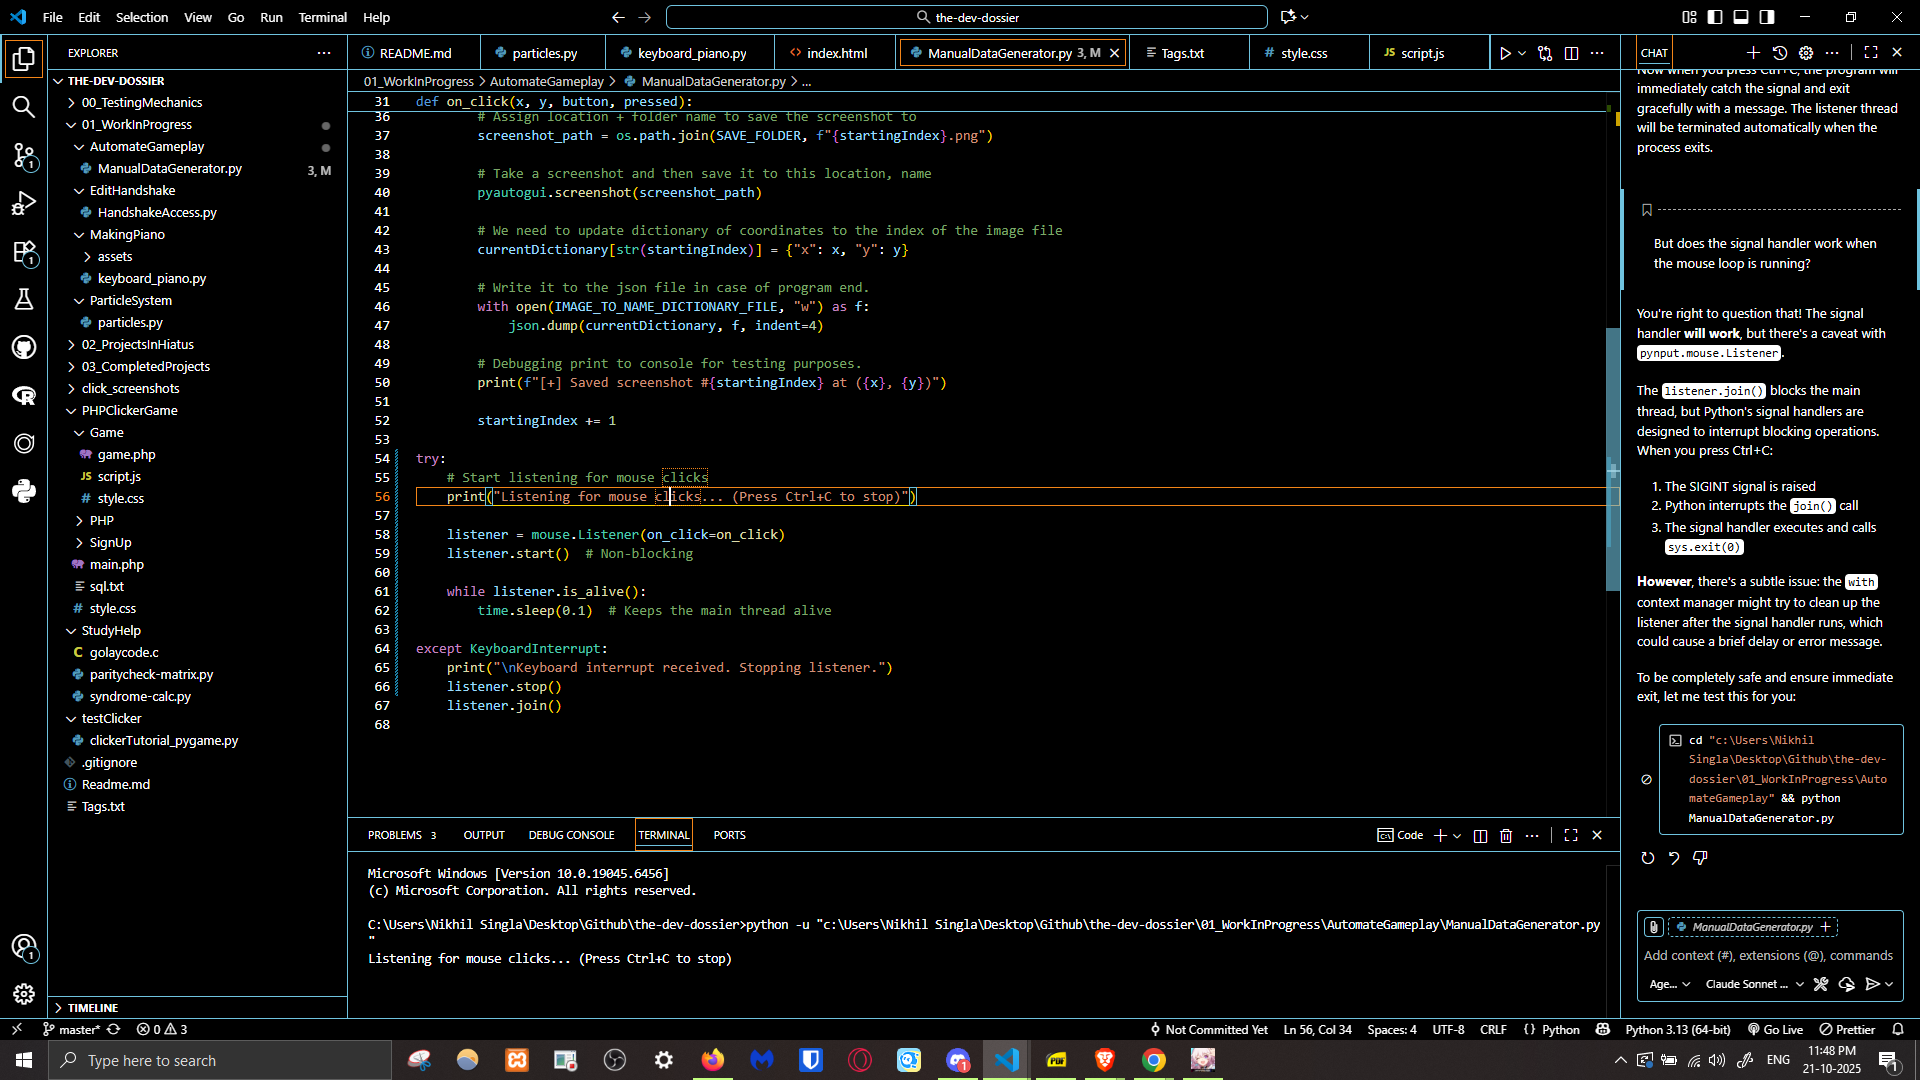 File Edit Selection View Go Run Terminal Help
the-dev-dossier
EXPLORER
THE-DEV-DOSSIER
00_TestingMechanics
01_WorkInProgress
AutomateGameplay
ManualDataGenerator.py 3, M
EditHandshake
HandshakeAccess.py
MakingPiano
assets
keyboard_piano.py
ParticleSystem
particles.py
02_ProjectsInHiatus
03_CompletedProjects
click_screenshots
PHPClickerGame
Game
game.php
JS script.js
# style.css
PHP
SignUp
main.php
sql.txt
# style.css
StudyHelp
C golaycode.c
paritycheck-matrix.py
syndrome-calc.py
testClicker
clickerTutorial_pygame.py
.gitignore
Readme.md
Tags.txt
TIMELINE
README.md particles.py keyboard_piano.py index.html ManualDataGenerator.py 3, M Tags.txt # style.css JS script.js
01_WorkInProgress > AutomateGameplay > ManualDataGenerator.py > ...
31 def on_click(x, y, button, pressed):
36 # Assign location + folder name to save the screenshot to
37 screenshot_path = os.path.join(SAVE_FOLDER, f"{startingIndex}.png")
38
39 # Take a screenshot and then save it to this location, name
40 pyautogui.screenshot(screenshot_path)
41
42 # We need to update dictionary of coordinates to the index of the image file
43 currentDictionary[str(startingIndex)] = {"x": x, "y": y}
44
45 # Write it to the json file in case of program end.
46 with open(IMAGE_TO_NAME_DICTIONARY_FILE, "w") as f:
47 json.dump(currentDictionary, f, indent=4)
48
49 # Debugging print to console for testing purposes.
50 print(f"[+] Saved screenshot #{startingIndex} at ({x}, {y})")
51
52 startingIndex += 1
53
54 try:
55 # Start listening for mouse clicks
56 print("Listening for mouse clicks... (Press Ctrl+C to stop)")
57
58 listener = mouse.Listener(on_click=on_click)
59 listener.start() # Non-blocking
60
61 while listener.is_alive():
62 time.sleep(0.1) # Keeps the main thread alive
63
64 except KeyboardInterrupt:
65 print("\nKeyboard interrupt received. Stopping listener.")
66 listener.stop()
67 listener.join()
68
PROBLEMS 3 OUTPUT DEBUG CONSOLE TERMINAL PORTS
Code
Microsoft Windows [Version 10.0.19045.6456]
(c) Microsoft Corporation. All rights reserved.
C:\Users\Nikhil Singla\Desktop\Github\the-dev-dossier>python -u "c:\Users\Nikhil Singla\Desktop\Github\the-dev-dossier\01_WorkInProgress\AutomateGameplay\ManualDataGenerator.py
"
Listening for mouse clicks... (Press Ctrl+C to stop)
CHAT
Now when you press Ctrl+C, the program will
immediately catch the signal and exit
gracefully with a message. The listener thread
will be terminated automatically when the
process exits.
But does the signal handler work when
the mouse loop is running?
You're right to question that! The signal
handler will work, but there's a caveat with
pynput.mouse.Listener.
The listener.join() blocks the main
thread, but Python's signal handlers are
designed to interrupt blocking operations.
When you press Ctrl+C:
1. The SIGINT signal is raised
2. Python interrupts the join() call
3. The signal handler executes and calls
sys.exit(0)
However, there's a subtle issue: the with
context manager might try to clean up the
listener after the signal handler runs, which
could cause a brief delay or error message.
To be completely safe and ensure immediate
exit, let me test this for you:
cd "c:\Users\Nikhil
Singla\Desktop\Github\the-dev-
dossier\01_WorkInProgress\Auto
mateGameplay" && python
ManualDataGenerator.py
ManualDataGenerator.py
Add context (#), extensions (@), commands
Age... Claude Sonnet ...
master* 0 3
Not Committed Yet Ln 56, Col 34 Spaces: 4 UTF-8 CRLF {} Python Python 3.13 (64-bit) Go Live Prettier
Type here to search
ENG
11:48 PM
21-10-2025